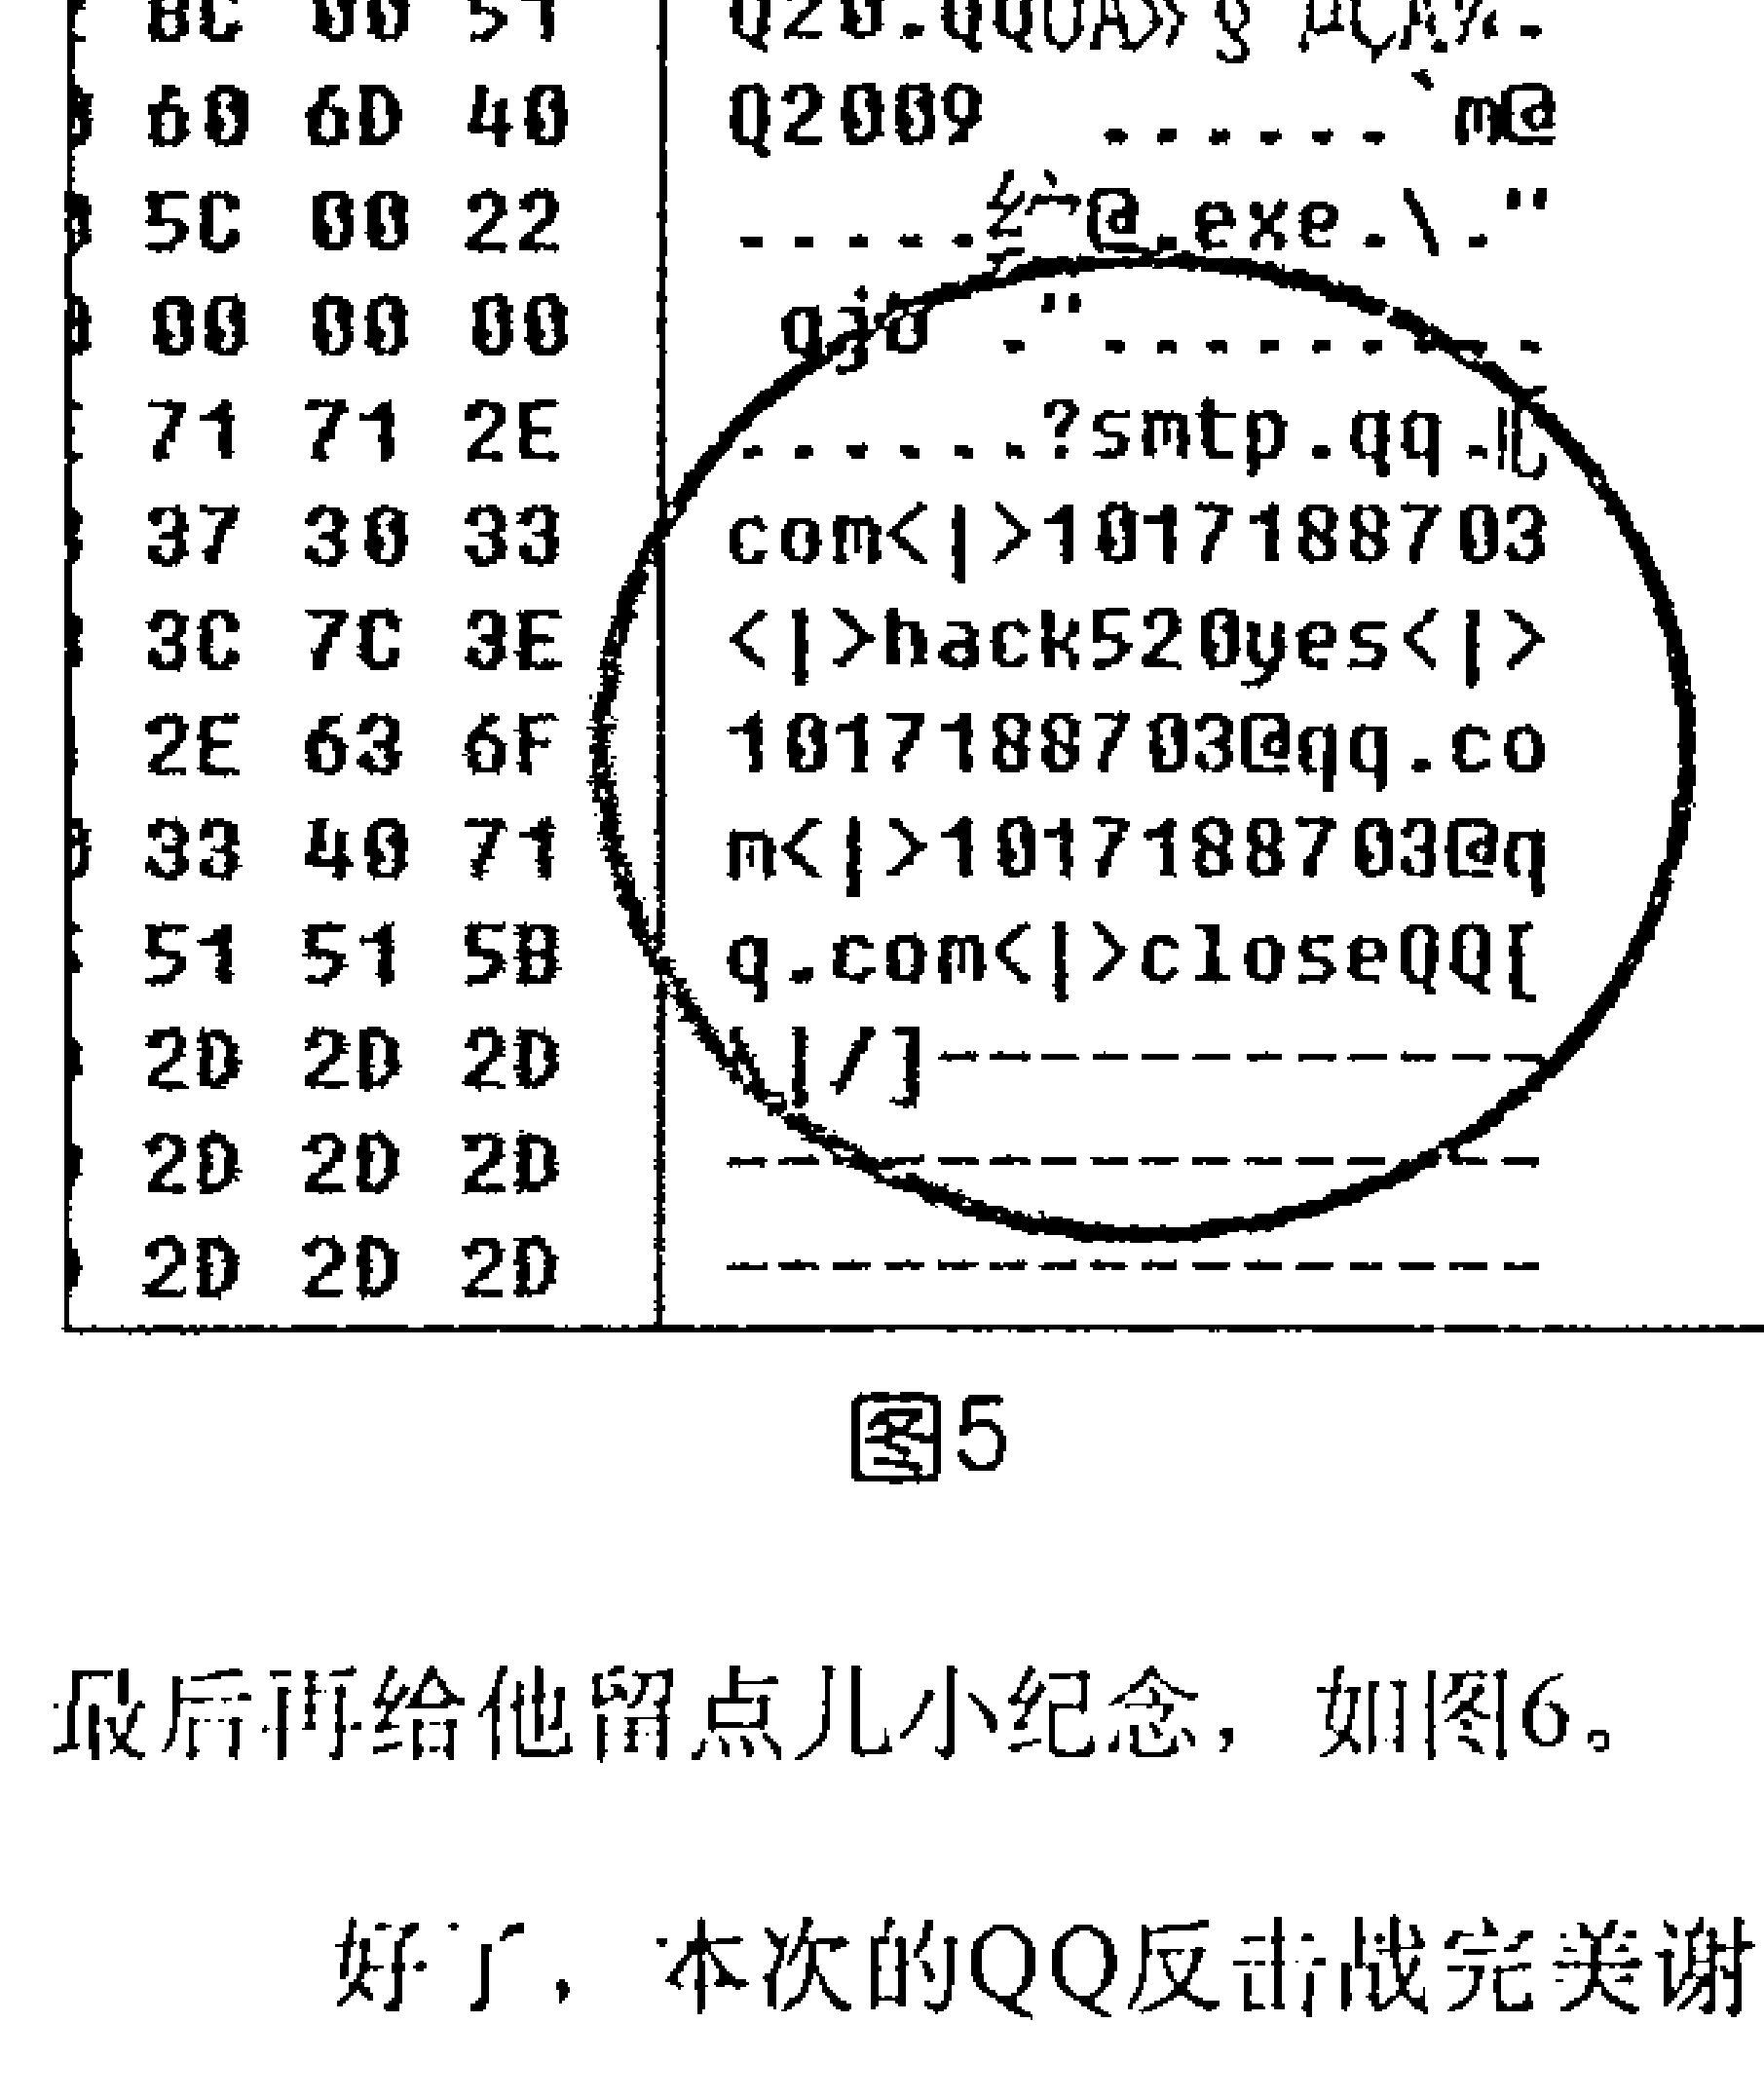 8C 00 51 Q20.QQ
60 6D 40 Q2009 ......`m@
5C 00 22 .....@.exe.\."
00 00 00 qjo .".........
71 71 2E ......?smtp.qq.
37 30 33 com<|>1017188703
3C 7C 3E <|>hack520yes<|>
2E 63 6F 1017188703@qq.co
33 40 71 m<|>1017188703@q
51 51 5B q.com<|>closeQQ[
2D 2D 2D \|/]------------
2D 2D 2D ----------------
2D 2D 2D ----------------
图5
最后再给他留点儿小纪念，如图6。
好了，本次的QQ反击战完美谢